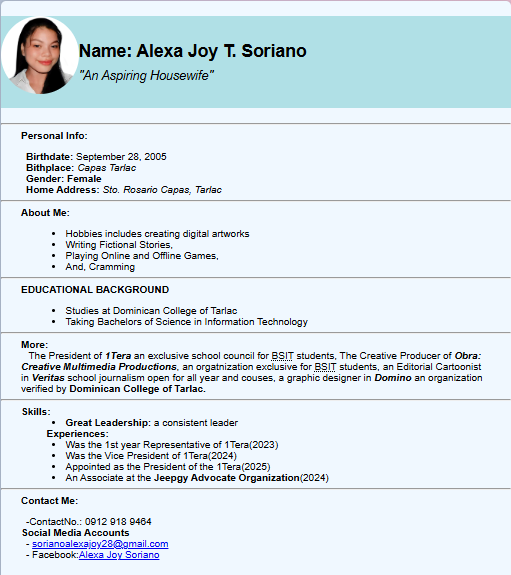 Name: Alexa Joy T. Soriano
"An Aspiring Housewife"
Personal Info:
Birthdate: September 28, 2005
Bithplace: Capas Tarlac
Gender: Female
Home Address: Sto. Rosario Capas, Tarlac
About Me:
• Hobbies includes creating digital artworks
• Writing Fictional Stories,
• Playing Online and Offline Games,
• And, Cramming
EDUCATIONAL BACKGROUND
• Studies at Dominican College of Tarlac
• Taking Bachelors of Science in Information Technology
More:
The President of 1Tera an exclusive school council for BSIT students, The Creative Producer of Obra:
Creative Multimedia Productions, an orgatnization exclusive for BSIT students, an Editorial Cartoonist
in Veritas school journalism open for all year and couses, a graphic designer in Domino an organization
verified by Dominican College of Tarlac.
Skills:
• Great Leadership: a consistent leader
Experiences:
• Was the 1st year Representative of 1Tera(2023)
• Was the Vice President of 1Tera(2024)
• Appointed as the President of the 1Tera(2025)
• An Associate at the Jeepgy Advocate Organization(2024)
Contact Me:
-ContactNo.: 0912 918 9464
Social Media Accounts
- sorianoalexajoy28@gmail.com
- Facebook:Alexa Joy Soriano